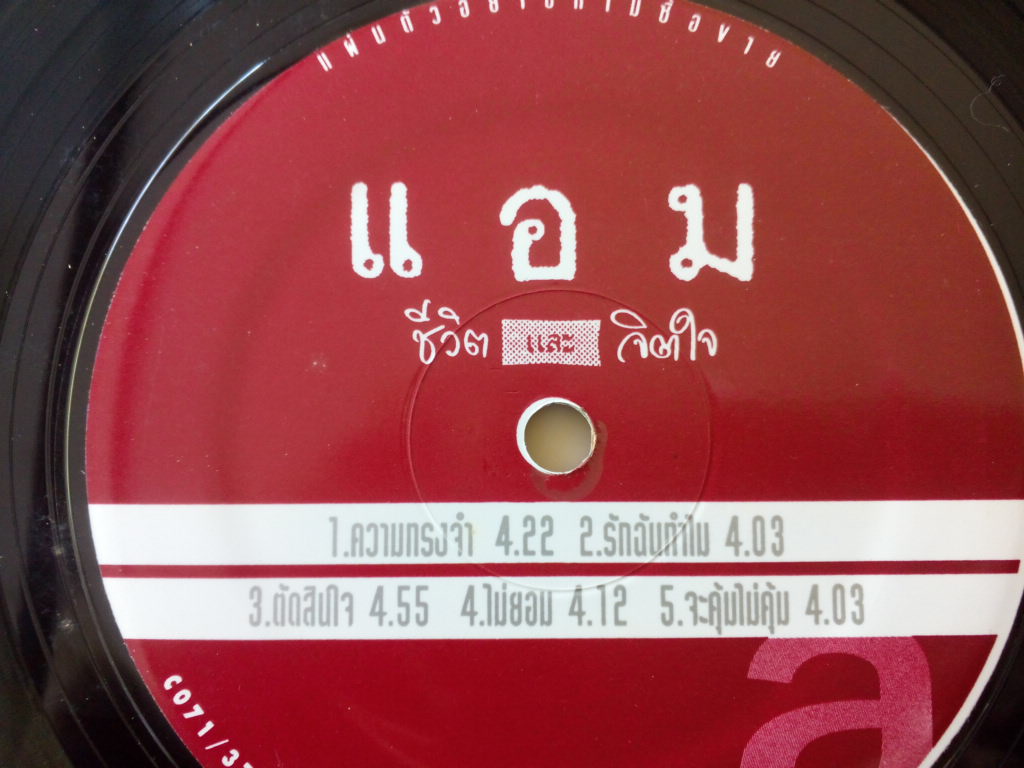 แผ่นตัวอย่างห้ามซื้อขาย
แอม
ชีวิต และ จิตใจ
1.ความทรงจำ 4.22 2.รักฉันทำไม 4.03
3.ตัดสินใจ 4.55 4.ไม่ยอม 4.12 5.จะคุ้มไม่คุ้ม 4.03
a